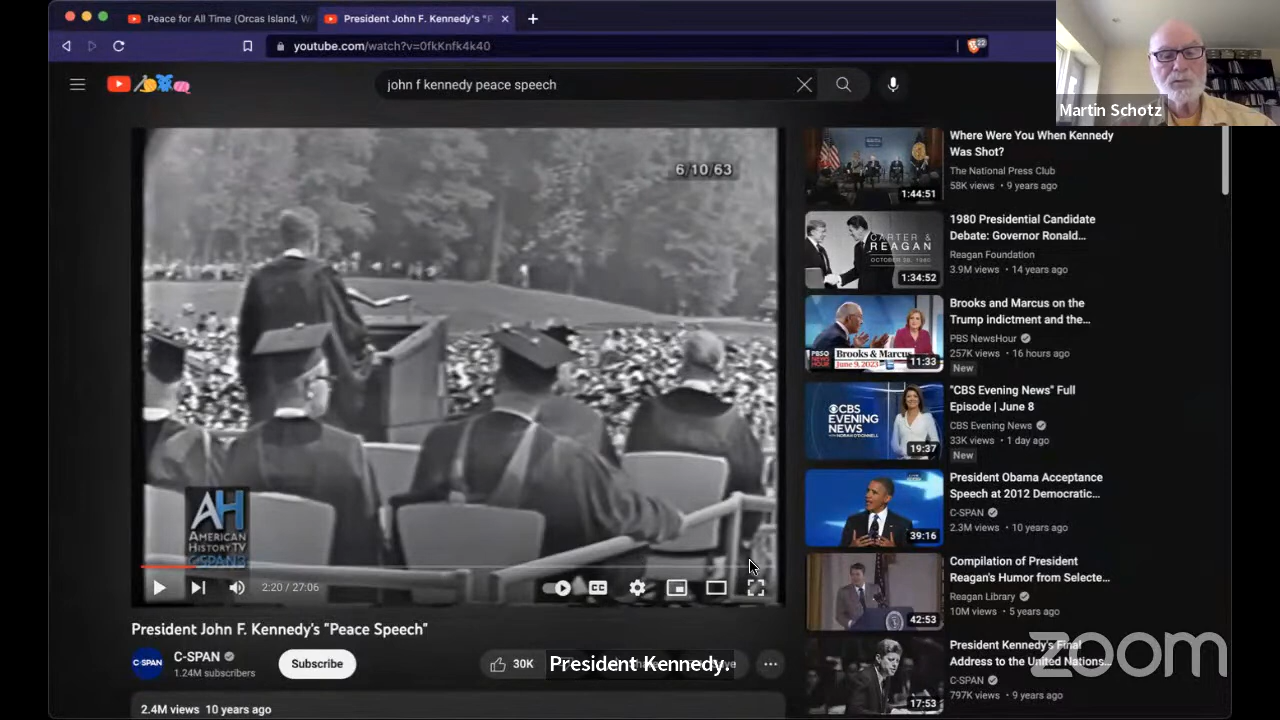 Peace for All Time (Orcas Island, W
President John F. Kennedy's "P
youtube.com/watch?v=0fkKnfk4k40
22
john f kennedy peace speech
Martin Schotz
6/10/63
AH
AMERICAN
HISTORY TV
C-SPAN3
2:20 / 27:06
CC
President John F. Kennedy's "Peace Speech"
C-SPAN
C-SPAN
1.24M subscribers
Subscribe
30K
President Kennedy.
2.4M views 10 years ago
Where Were You When Kennedy
Was Shot?
The National Press Club
58K views • 9 years ago
1:44:51
CARTER &
REAGAN
OCTOBER 28, 1980
1:34:52
1980 Presidential Candidate
Debate: Governor Ronald...
Reagan Foundation
3.9M views • 14 years ago
Brooks & Marcus
June 9, 2023
11:33
Brooks and Marcus on the
Trump indictment and the...
PBS NewsHour
257K views • 16 hours ago
New
CBS EVENING
NEWS
19:37
"CBS Evening News" Full
Episode | June 8
CBS Evening News
33K views • 1 day ago
New
39:16
President Obama Acceptance
Speech at 2012 Democratic...
C-SPAN
2.3M views • 10 years ago
42:53
Compilation of President
Reagan's Humor from Selecte...
Reagan Library
10M views • 5 years ago
17:53
President Kennedy's Final
Address to the United Nations...
C-SPAN
797K views • 9 years ago
zoom